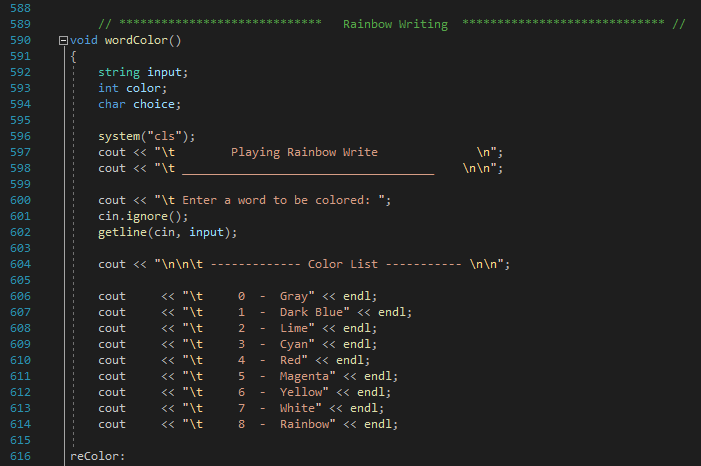 588
589 // ***************************** Rainbow Writing ***************************** //
590 void wordColor()
591 {
592 string input;
593 int color;
594 char choice;
595
596 system("cls");
597 cout << "\t Playing Rainbow Write \n";
598 cout << "\t ____________________________________ \n\n";
599
600 cout << "\t Enter a word to be colored: ";
601 cin.ignore();
602 getline(cin, input);
603
604 cout << "\n\n\t ------------- Color List ----------- \n\n";
605
606 cout << "\t 0 - Gray" << endl;
607 cout << "\t 1 - Dark Blue" << endl;
608 cout << "\t 2 - Lime" << endl;
609 cout << "\t 3 - Cyan" << endl;
610 cout << "\t 4 - Red" << endl;
611 cout << "\t 5 - Magenta" << endl;
612 cout << "\t 6 - Yellow" << endl;
613 cout << "\t 7 - White" << endl;
614 cout << "\t 8 - Rainbow" << endl;
615
616 reColor: